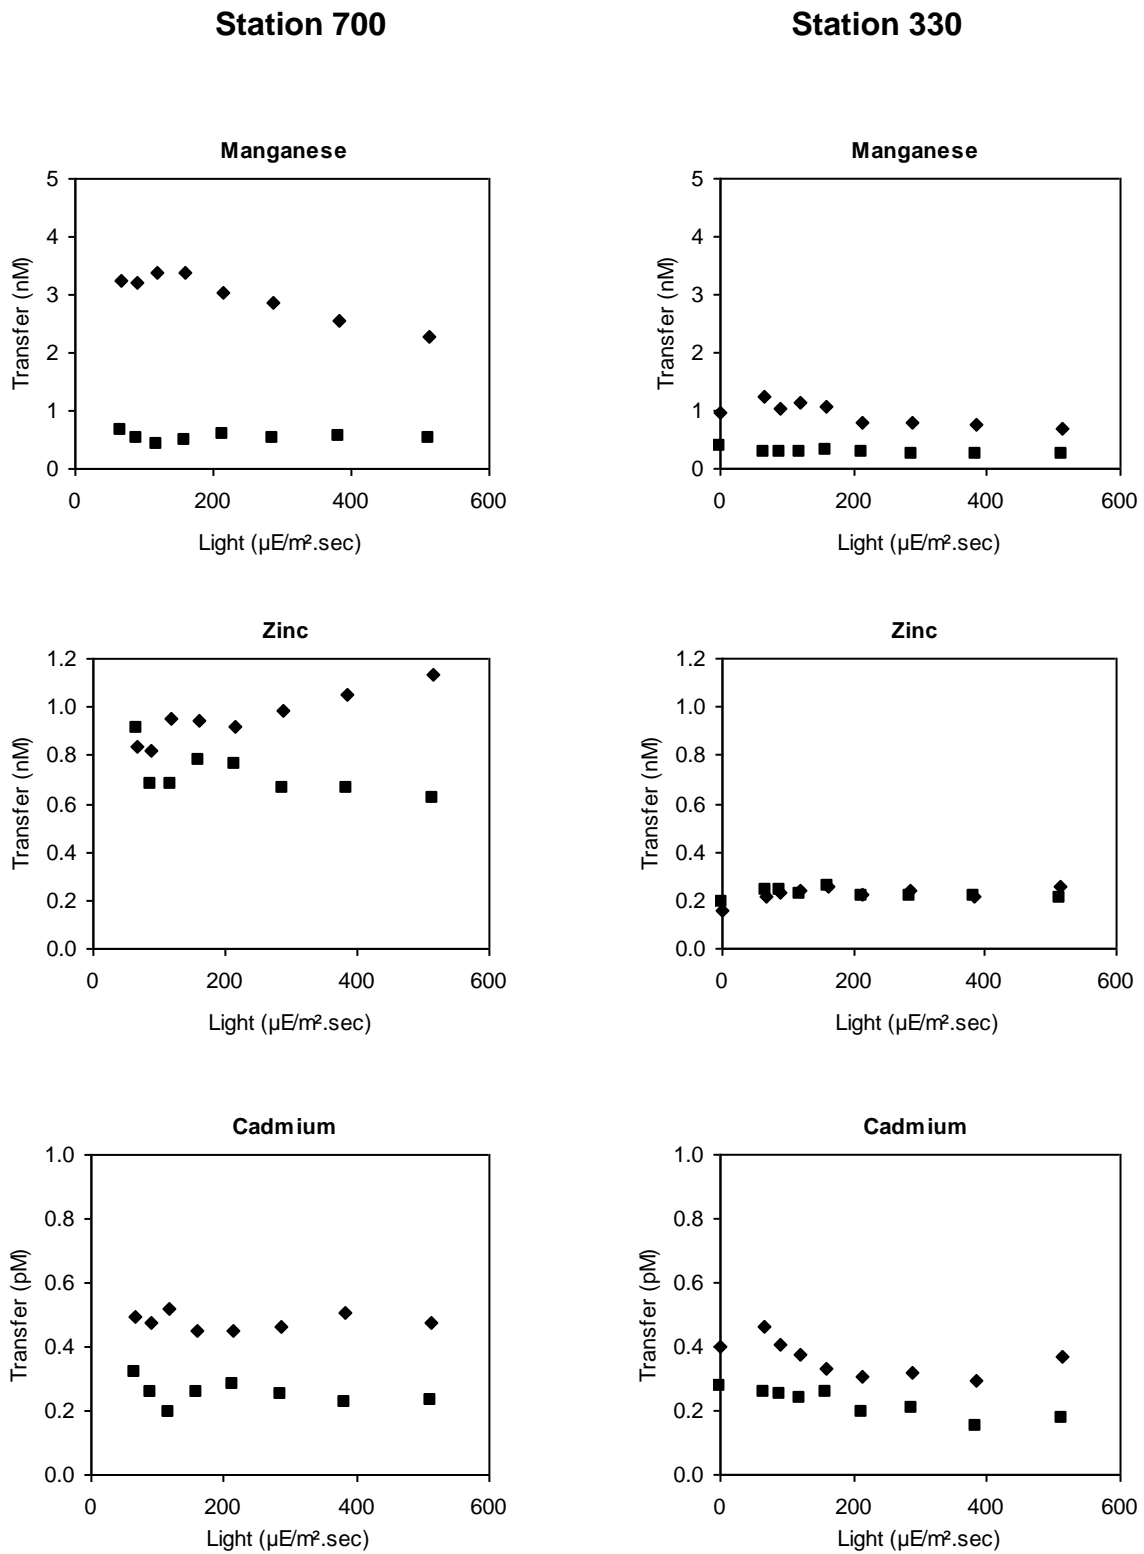 Station 700 Station 330
Manganese Manganese
5 5
4 4
3 3
2 2
1 1
0 0
Transfer (nM) Transfer (nM)
0 200 400 600 0 200 400 600
Light (µE/m².sec) Light (µE/m².sec)
Zinc Zinc
1.2 1.2
1.0 1.0
0.8 0.8
0.6 0.6
0.4 0.4
0.2 0.2
0.0 0.0
Transfer (nM) Transfer (nM)
0 200 400 600 0 200 400 600
Light (µE/m².sec) Light (µE/m².sec)
Cadmium Cadmium
1.0 1.0
0.8 0.8
0.6 0.6
0.4 0.4
0.2 0.2
0.0 0.0
Transfer (pM) Transfer (pM)
0 200 400 600 0 200 400 600
Light (µE/m².sec) Light (µE/m².sec)